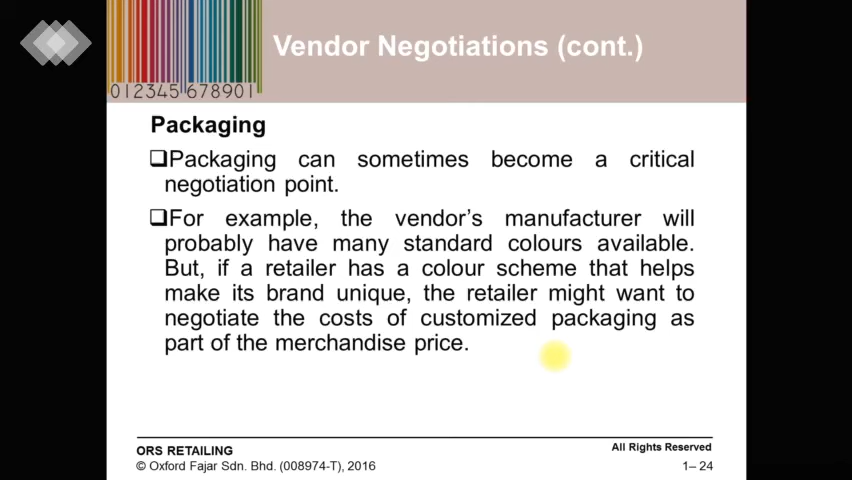 Vendor Negotiations (cont.)
012345 678901
Packaging
❑Packaging can sometimes become a critical
negotiation point.
❑For example, the vendor's manufacturer will
probably have many standard colours available.
But, if a retailer has a colour scheme that helps
make its brand unique, the retailer might want to
negotiate the costs of customized packaging as
part of the merchandise price.
ORS RETAILING
All Rights Reserved
© Oxford Fajar Sdn. Bhd. (008974-T), 2016
1– 24